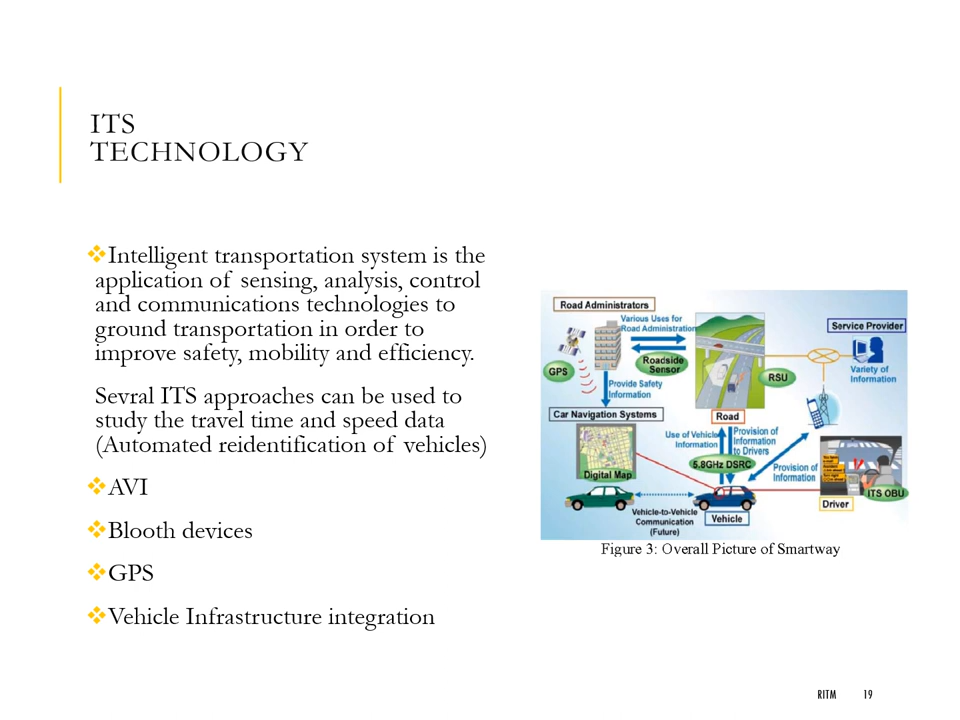 ITS
TECHNOLOGY
❖Intelligent transportation system is the
application of sensing, analysis, control
and communications technologies to
ground transportation in order to
improve safety, mobility and efficiency.
Sevral ITS approaches can be used to
study the travel time and speed data
(Automated reidentification of vehicles)
❖AVI
❖Blooth devices
❖GPS
❖Vehicle Infrastructure integration
Road Administrators
Various Uses for
Road Administration
Service Provider
GPS
Roadside
Sensor
RSU
Variety of
Information
Provide Safety
Information
Car Navigation Systems
Road
Use of Vehicle
Information
Provision of
Information
to Drivers
5.8GHz DSRC
Digital Map
Provision of
Information
ITS OBU
Driver
Vehicle-to-Vehicle
Communication
(Future)
Vehicle
Figure 3: Overall Picture of Smartway
RITM 19